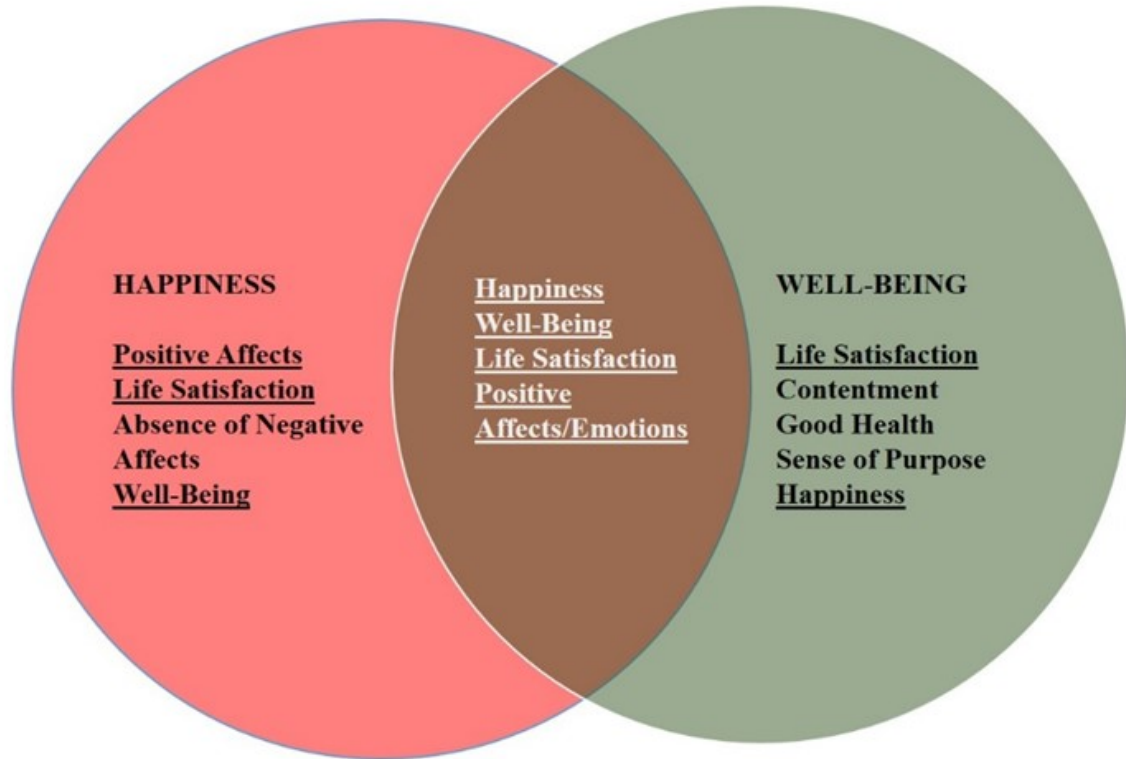 HAPPINESS
Positive Affects
Life Satisfaction
Absence of Negative
Affects
Well-Being
Happiness
Well-Being
Life Satisfaction
Positive
Affects/Emotions
WELL-BEING
Life Satisfaction
Contentment
Good Health
Sense of Purpose
Happiness